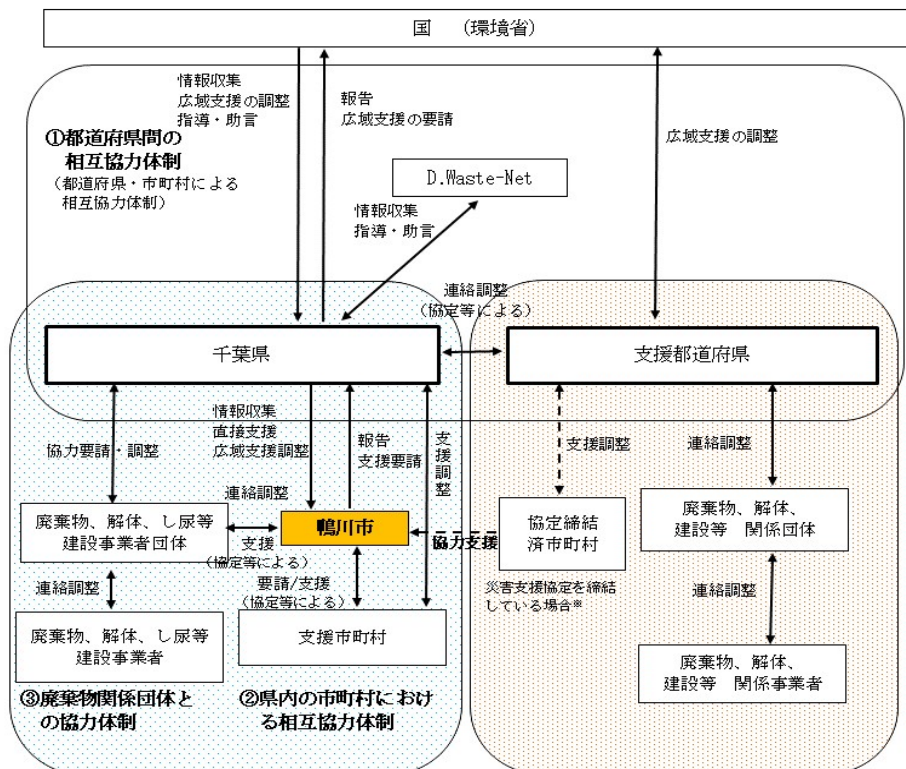 国　（環境省）
情報収集
広域支援の調整
指導・助言
報告
広域支援の要請
広域支援の調整
①都道府県間の
相互協力体制
（都道府県・市町村による
相互協力体制）
D.Waste-Net
情報収集
指導・助言
連絡調整
（協定等による）
千葉県
支援都道府県
協力要請・調整
情報収集
直接支援
広域支援調整
報告
支援要請
支援調整
支援調整
連絡調整
廃棄物、解体、し尿等
建設事業者団体
連絡調整
支援
（協定等による）
鴨川市
協力支援
協定締結
済市町村
廃棄物、解体、
建設等　関係団体
連絡調整
要請/支援
（協定等による）
災害支援協定を締結
している場合※
連絡調整
廃棄物、解体、し尿等
建設事業者
支援市町村
廃棄物、解体、
建設等　関係事業者
③廃棄物関係団体と
の協力体制
②県内の市町村におけ
る相互協力体制